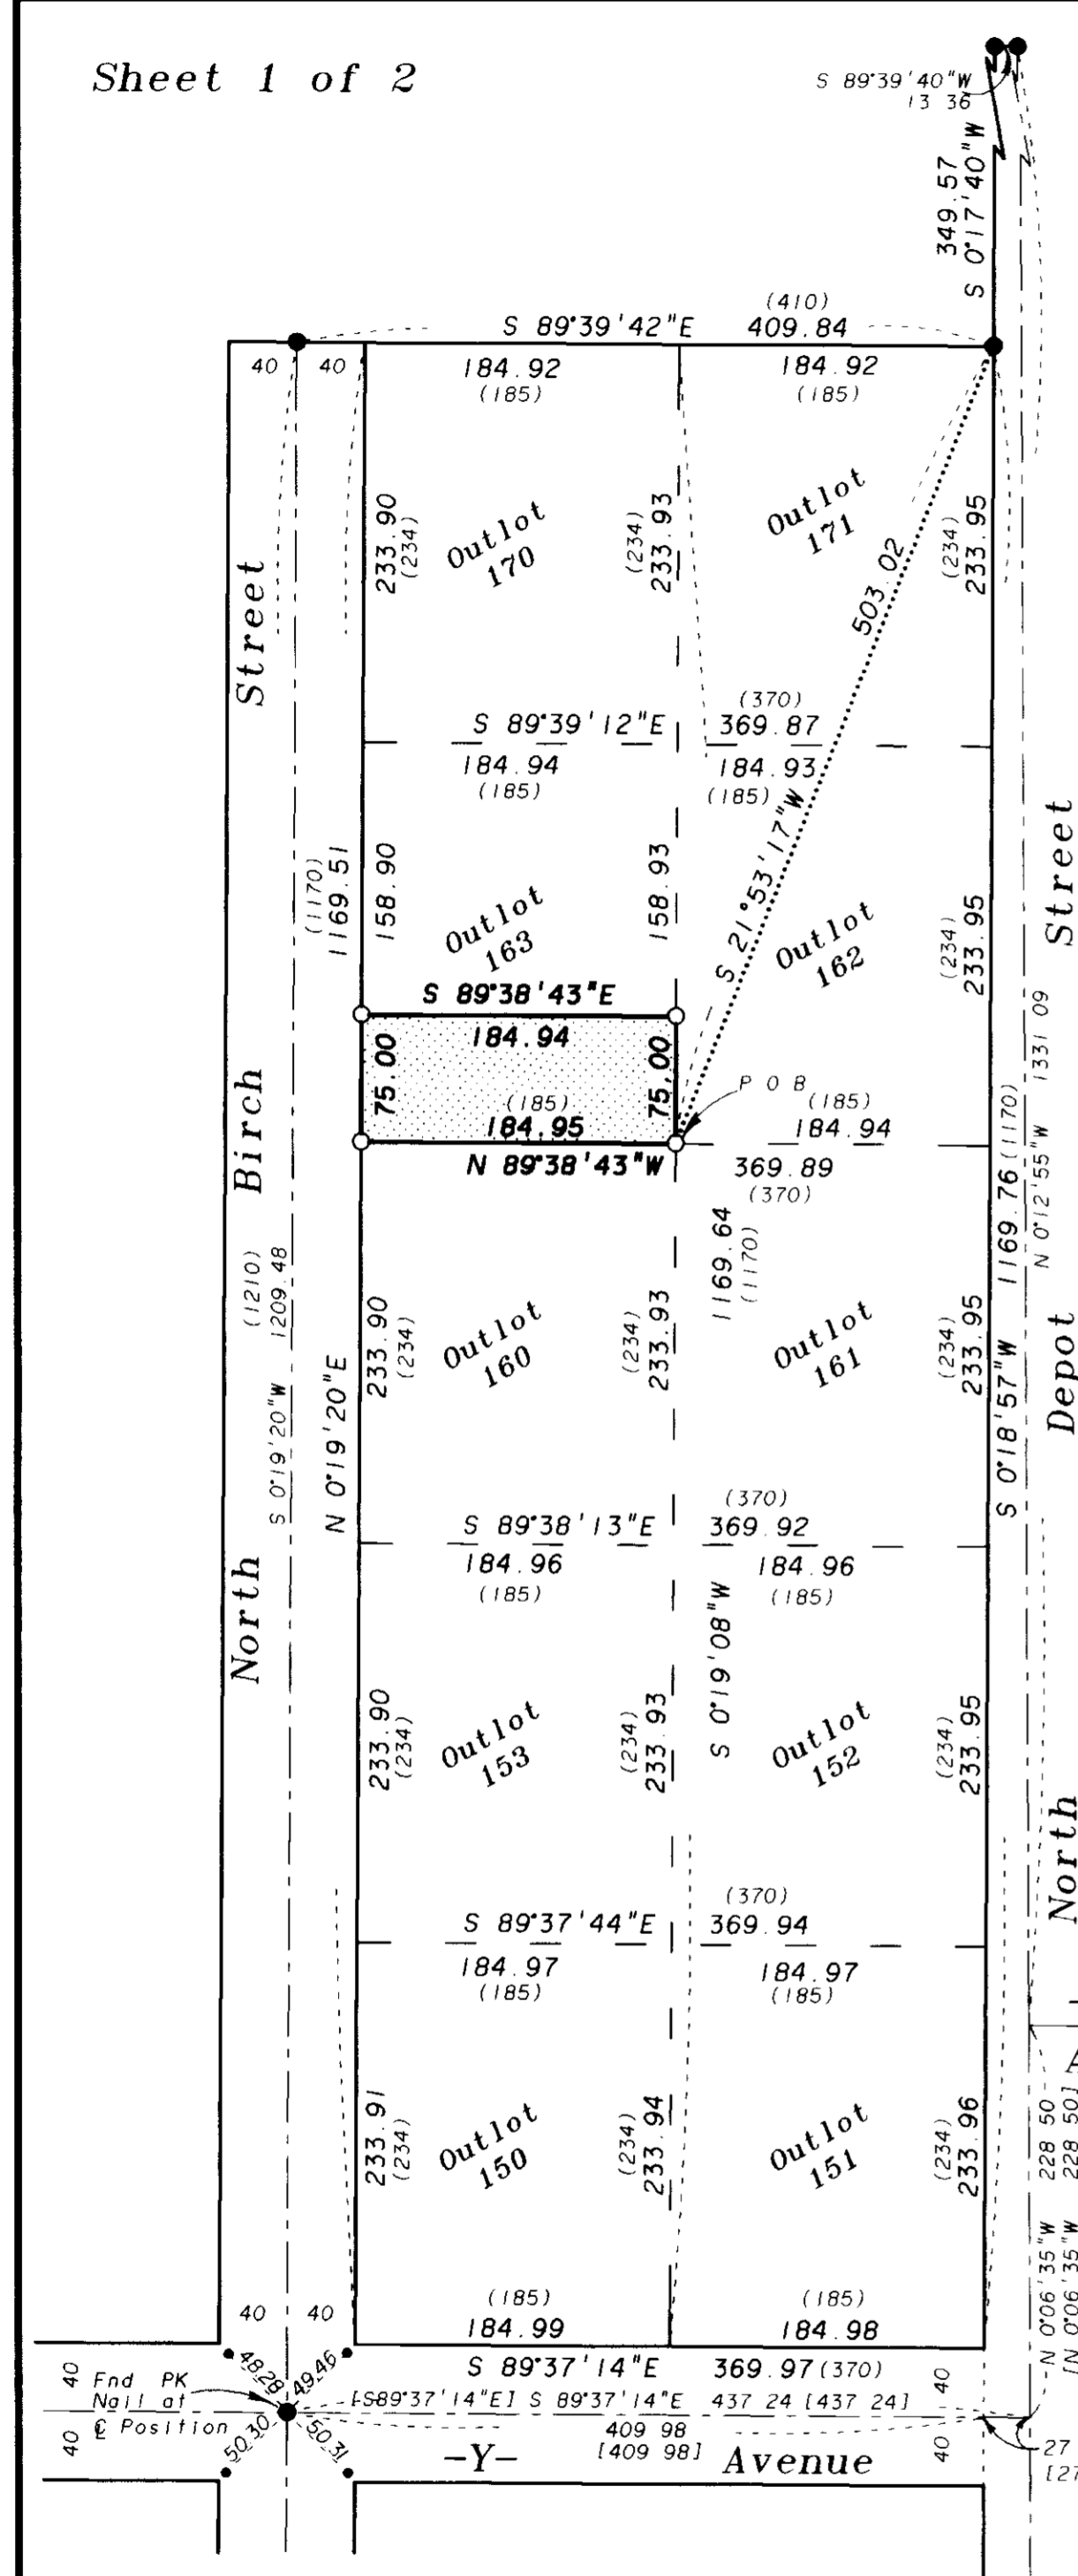 Sheet 1 of 2
S 89°39'40"W
13 36
349.57
S 0°17'40"W
(410)
S 89°39'42"E 409.84
40 40
184.92
(185)
184.92
(185)
233.90
(234)
Outlot
170
(234)
233.93
Outlot
171
(234)
233.95
503.02
S 21°53'17"W
Street
(370)
S 89°39'12"E 369.87
184.94
(185)
184.93
(185)
(1170)
1169.51
158.90
Outlot
163
158.93
Outlot
162
(234)
233.95
Street
S 89°38'43"E
184.94
75.00
75.00
(185)
184.95
N 89°38'43"W
P O B
(185)
184.94
369.89
(370)
N 0°12'55"W 1331 09
S 0°18'57"W 1169.76 (1170)
Birch
(1210)
S 0°19'20"W 1209.48
N 0°19'20"E
1169.64
(1170)
233.90
(234)
Outlot
160
(234)
233.93
Outlot
161
(234)
233.95
Depot
(370)
S 89°38'13"E 369.92
184.96
(185)
184.96
(185)
North
S 0°19'08"W
233.90
(234)
Outlot
153
(234)
233.93
Outlot
152
(234)
233.95
North
(370)
S 89°37'44"E 369.94
184.97
(185)
184.97
(185)
233.91
(234)
Outlot
150
(234)
233.94
Outlot
151
(234)
233.96
N 0°06'35"W 228 50
[N 0°06'35"W 228 50]
(185)
184.99
(185)
184.98
40 40
S 89°37'14"E 369.97 (370)
48.28
49.46
50.30
50.31
40
40
Fnd PK
Nail at
℄ Position
[S89°37'14"E] S 89°37'14"E 437 24 [437 24]
409 98
[409 98]
40
40
-Y- Avenue
27
[27